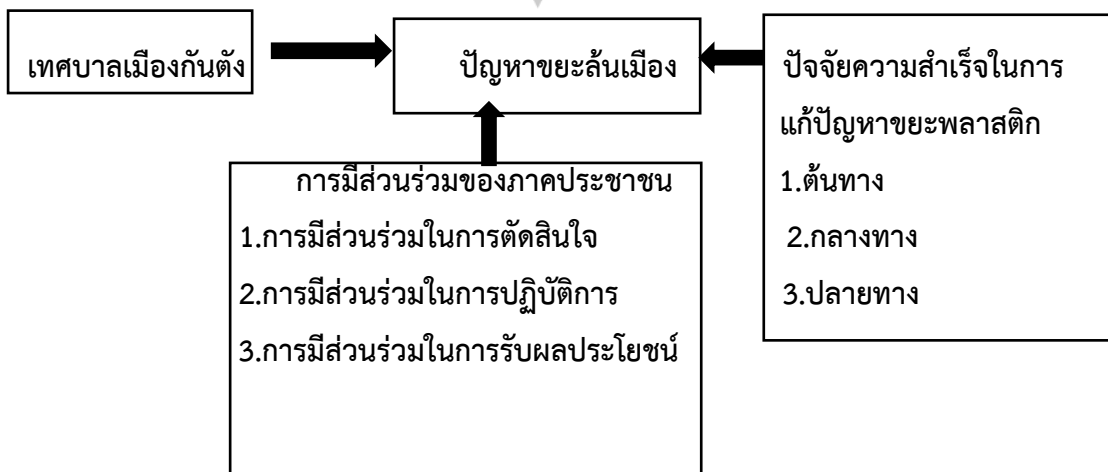 เทศบาลเมืองกันตัง
ปัญหาขยะล้นเมือง
ปัจจัยความสำเร็จในการ
แก้ปัญหาขยะพลาสติก
1.ต้นทาง
2.กลางทาง
3.ปลายทาง
การมีส่วนร่วมของภาคประชาชน
1.การมีส่วนร่วมในการตัดสินใจ
2.การมีส่วนร่วมในการปฏิบัติการ
3.การมีส่วนร่วมในการรับผลประโยชน์